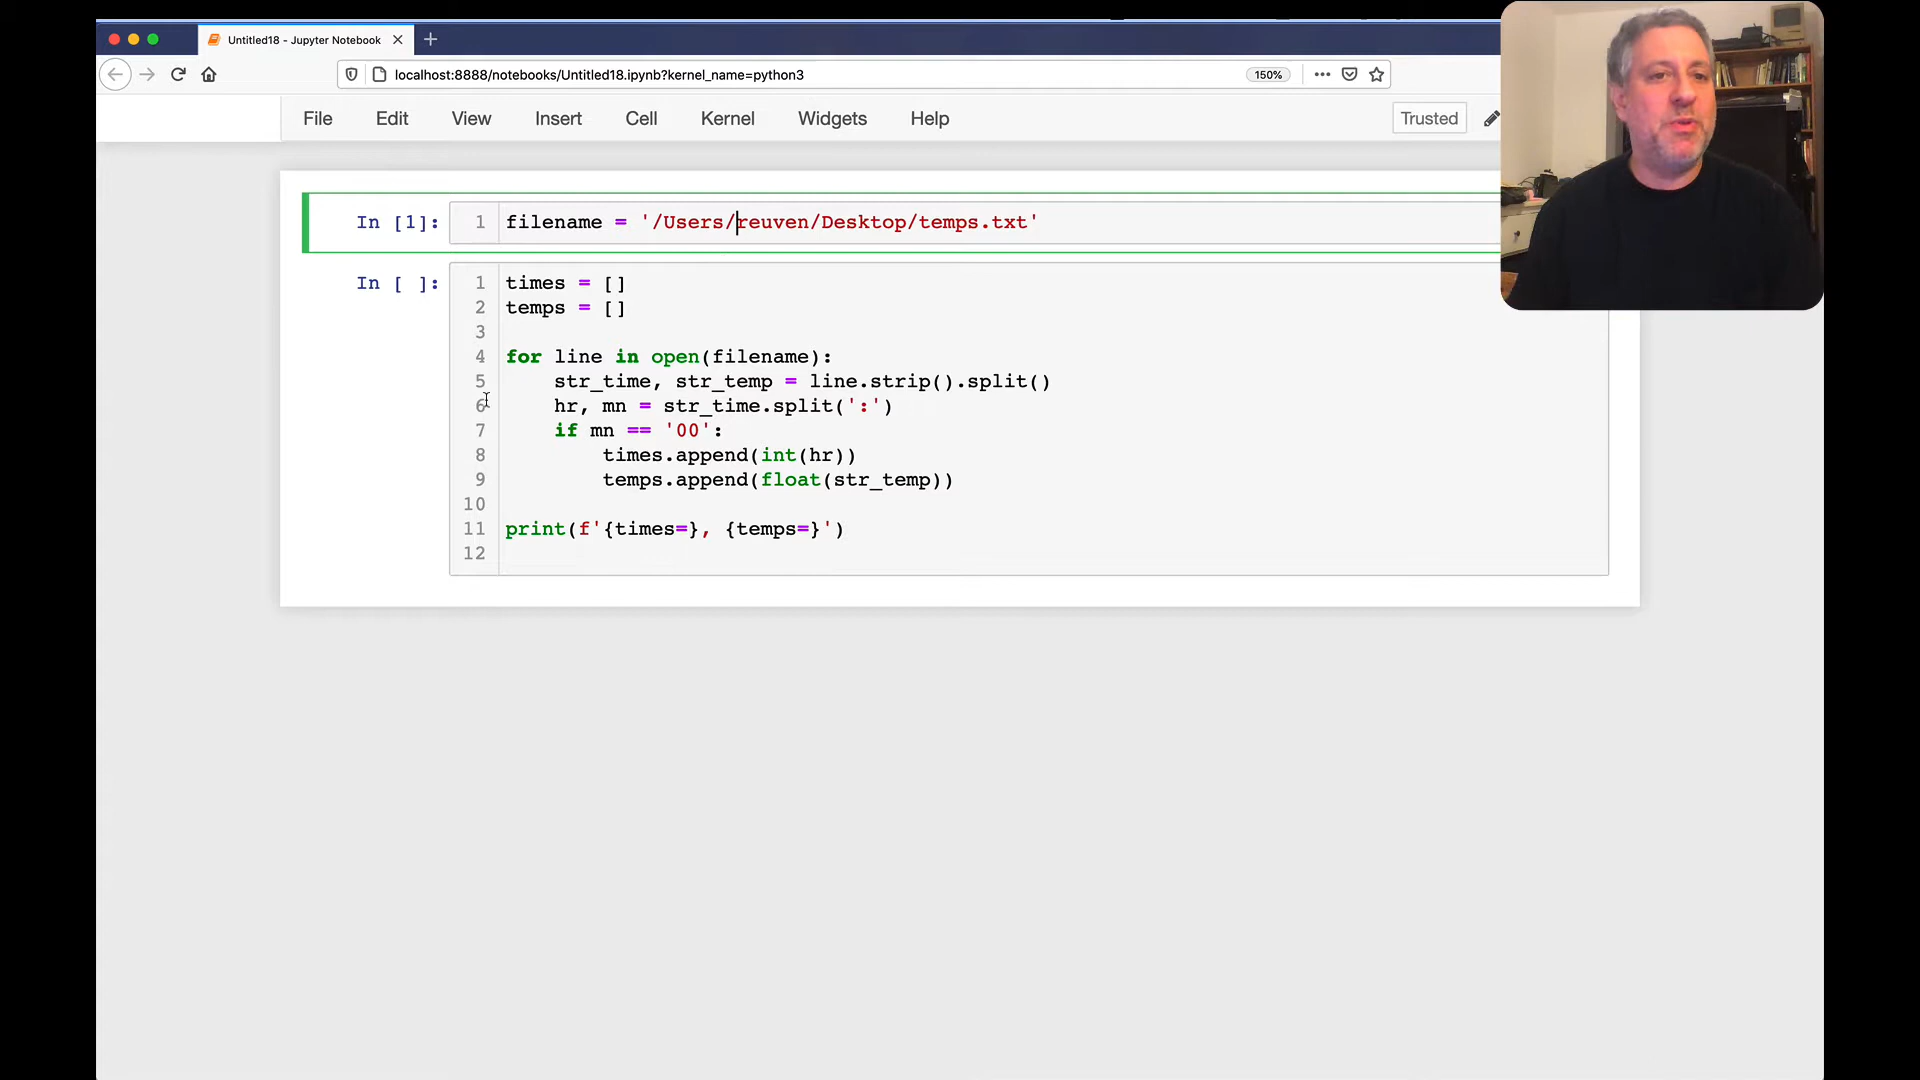 Untitled18 - Jupyter Notebook
localhost:8888/notebooks/Untitled18.ipynb?kernel_name=python3
150%
File Edit View Insert Cell Kernel Widgets Help
Trusted
In [1]: 1 filename = '/Users/reuven/Desktop/temps.txt'
In [ ]: 1 times = []
2 temps = []
3
4 for line in open(filename):
5 str_time, str_temp = line.strip().split()
6 hr, mn = str_time.split(':')
7 if mn == '00':
8 times.append(int(hr))
9 temps.append(float(str_temp))
10
11 print(f'{times=}, {temps=}')
12